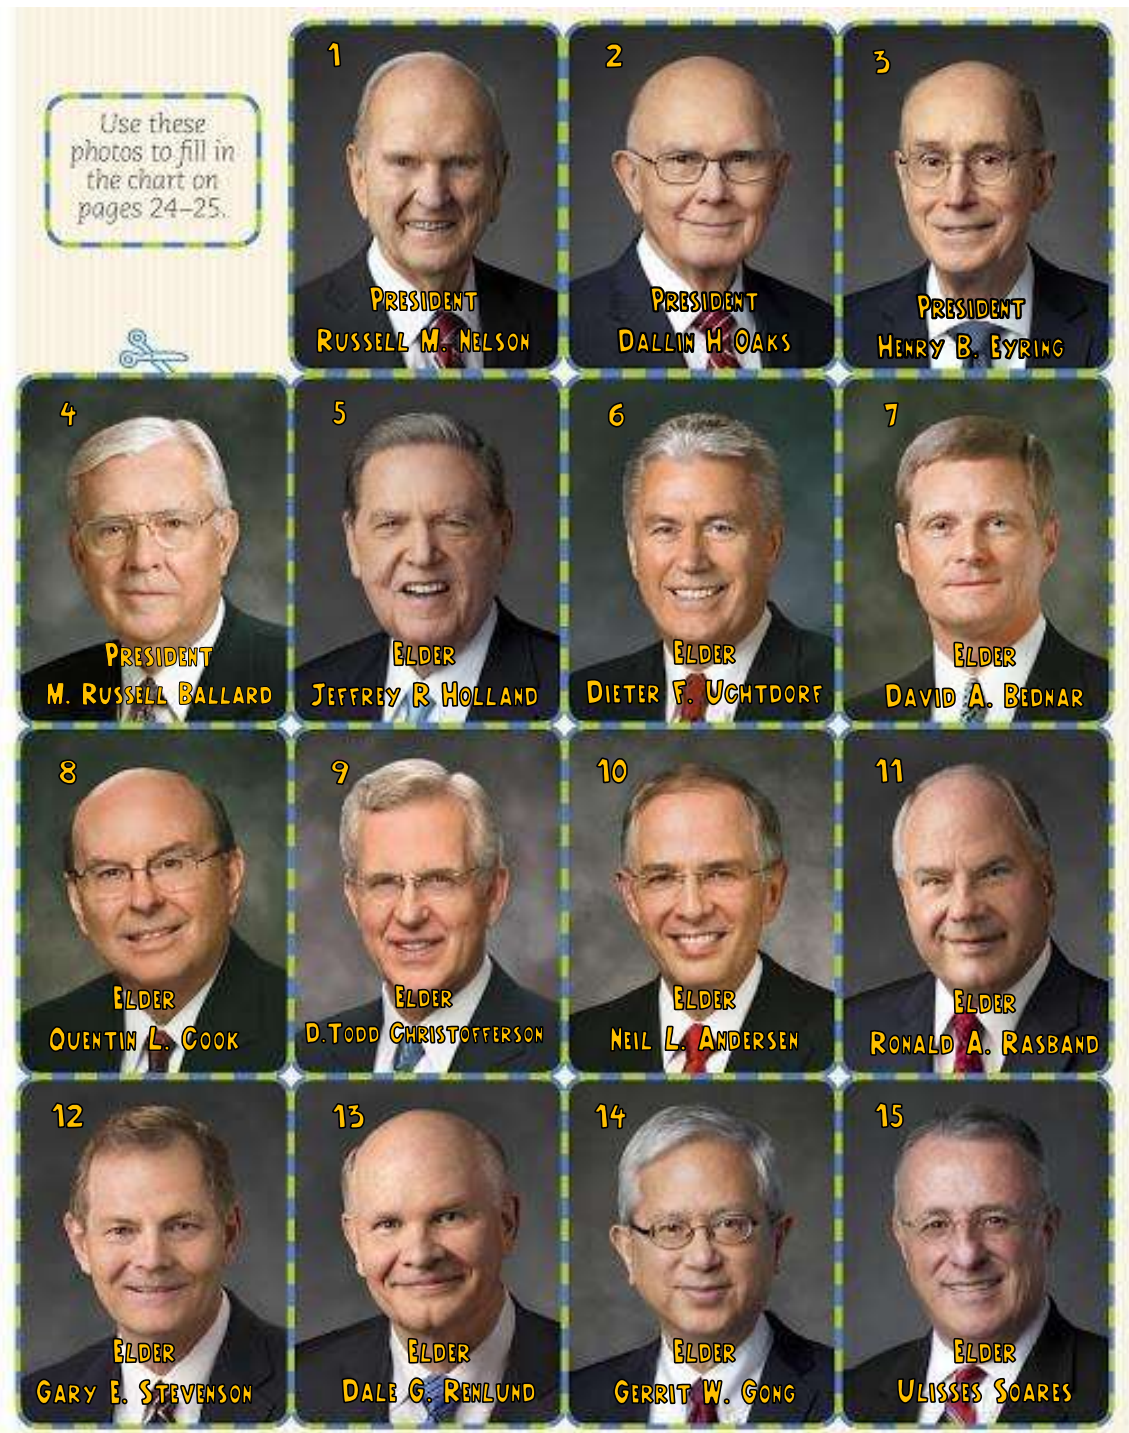 Use these
photos to fill in
the chart on
pages 24–25.
1
PRESIDENT
RUSSELL M. NELSON
2
PRESIDENT
DALLIN H OAKS
3
PRESIDENT
HENRY B. EYRING
4
PRESIDENT
M. RUSSELL BALLARD
5
ELDER
JEFFREY R HOLLAND
6
ELDER
DIETER F. UCHTDORF
7
ELDER
DAVID A. BEDNAR
8
ELDER
QUENTIN L. COOK
9
ELDER
D.TODD CHRISTOFFERSON
10
ELDER
NEIL L. ANDERSEN
11
ELDER
RONALD A. RASBAND
12
ELDER
GARY E. STEVENSON
13
ELDER
DALE G. RENLUND
14
ELDER
GERRIT W. GONG
15
ELDER
ULISSES SOARES